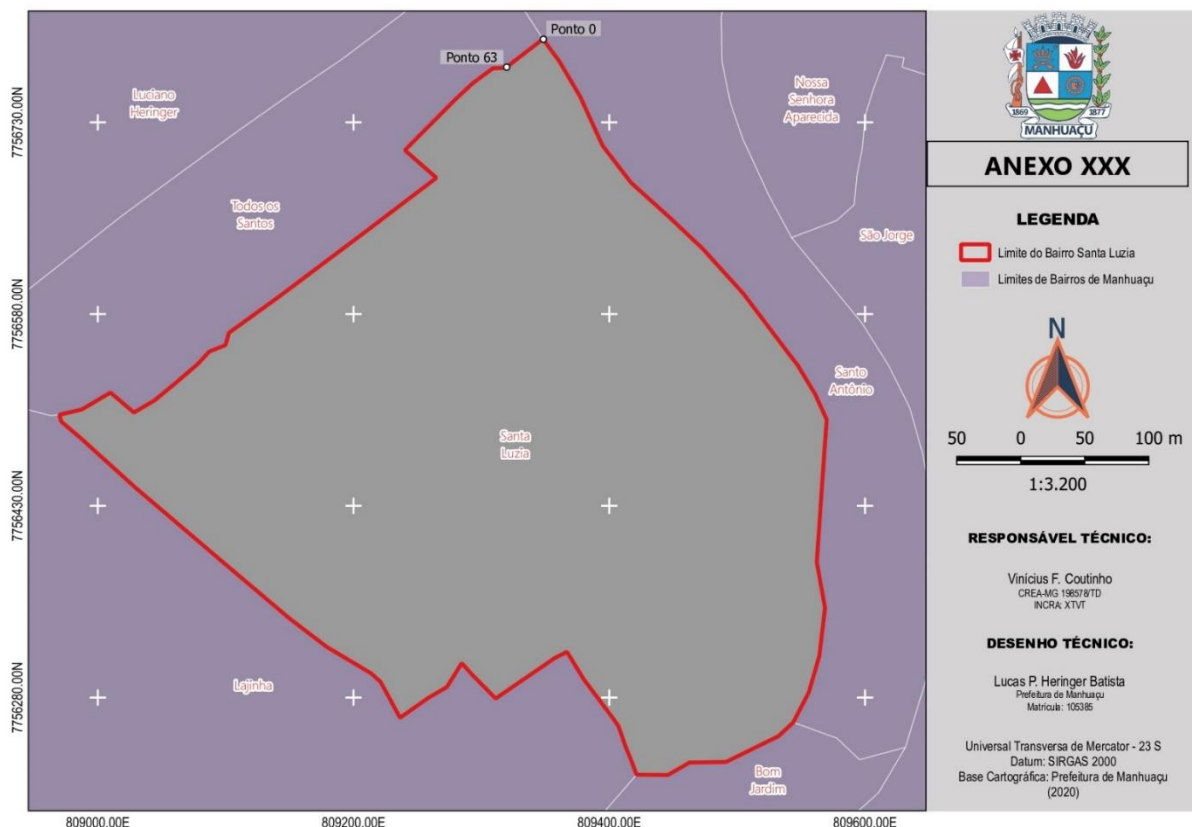 Ponto 0
Ponto 63
Luciano
Heringer
Nossa
Senhora
Aparecida
Todos os
Santos
São Jorge
Santo
Antônio
Santa
Luzia
Lajinha
Bom
Jardim
7756730.00N
7756580.00N
7756430.00N
7756280.00N
809000.00E
809200.00E
809400.00E
809600.00E
1869
1877
MANHUAÇU
ANEXO XXX
LEGENDA
Limite do Bairro Santa Luzia
Limites de Bairros de Manhuaçu
N
50 0 50 100 m
1:3.200
RESPONSÁVEL TÉCNICO:
Vinícius F. Coutinho
CREA-MG 198578/TD
INCRA: XTVT
DESENHO TÉCNICO:
Lucas P. Heringer Batista
Prefeitura de Manhuaçu
Matrícula: 105385
Universal Transversa de Mercator - 23 S
Datum: SIRGAS 2000
Base Cartográfica: Prefeitura de Manhuaçu
(2020)